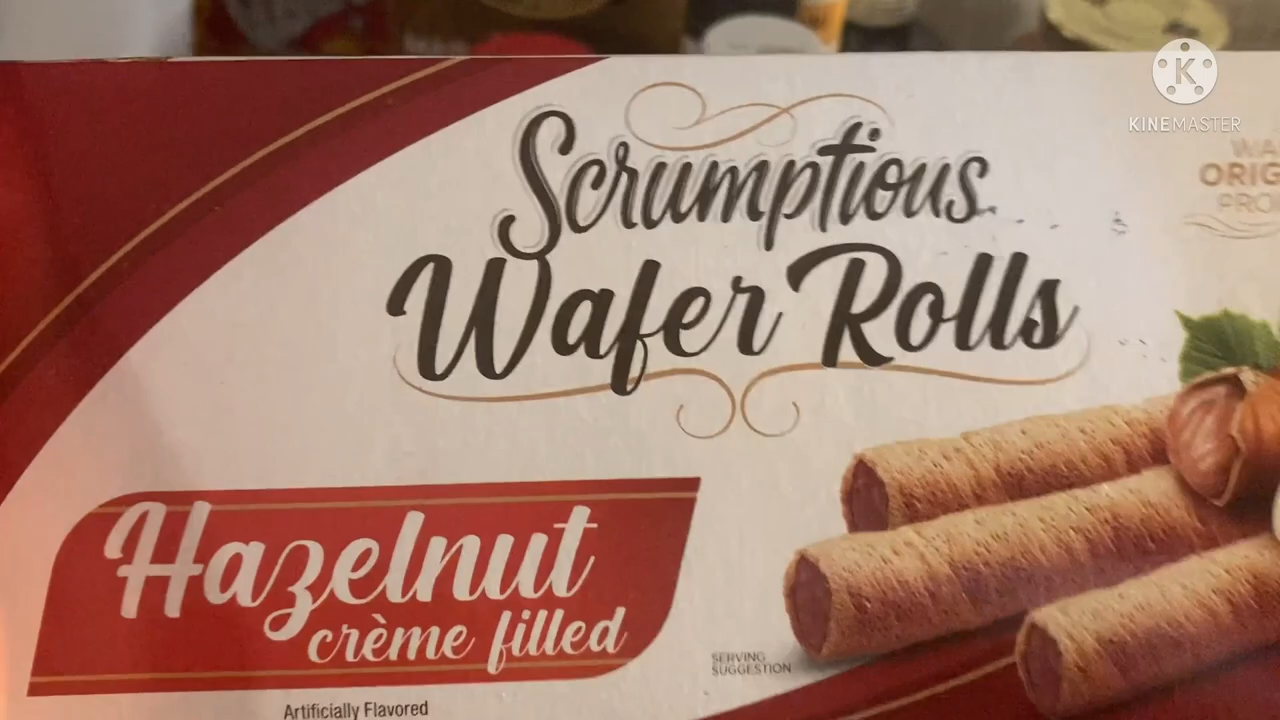 K
KINEMASTER
Scrumptious
Wafer Rolls
Hazelnut
crème filled
Artificially Flavored
SERVING
SUGGESTION